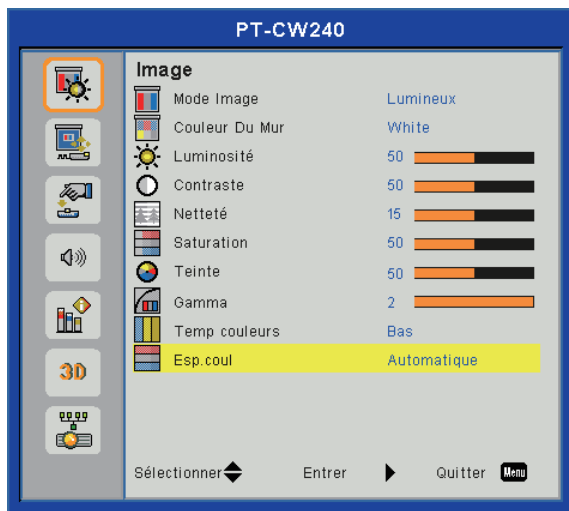 PT-CW240
Image
Mode Image Lumineux
Couleur Du Mur White
Luminosité 50
Contraste 50
Netteté 15
Saturation 50
Teinte 50
Gamma 2
Temp couleurs Bas
Esp.coul Automatique
3D
Sélectionner Entrer Quitter Menu